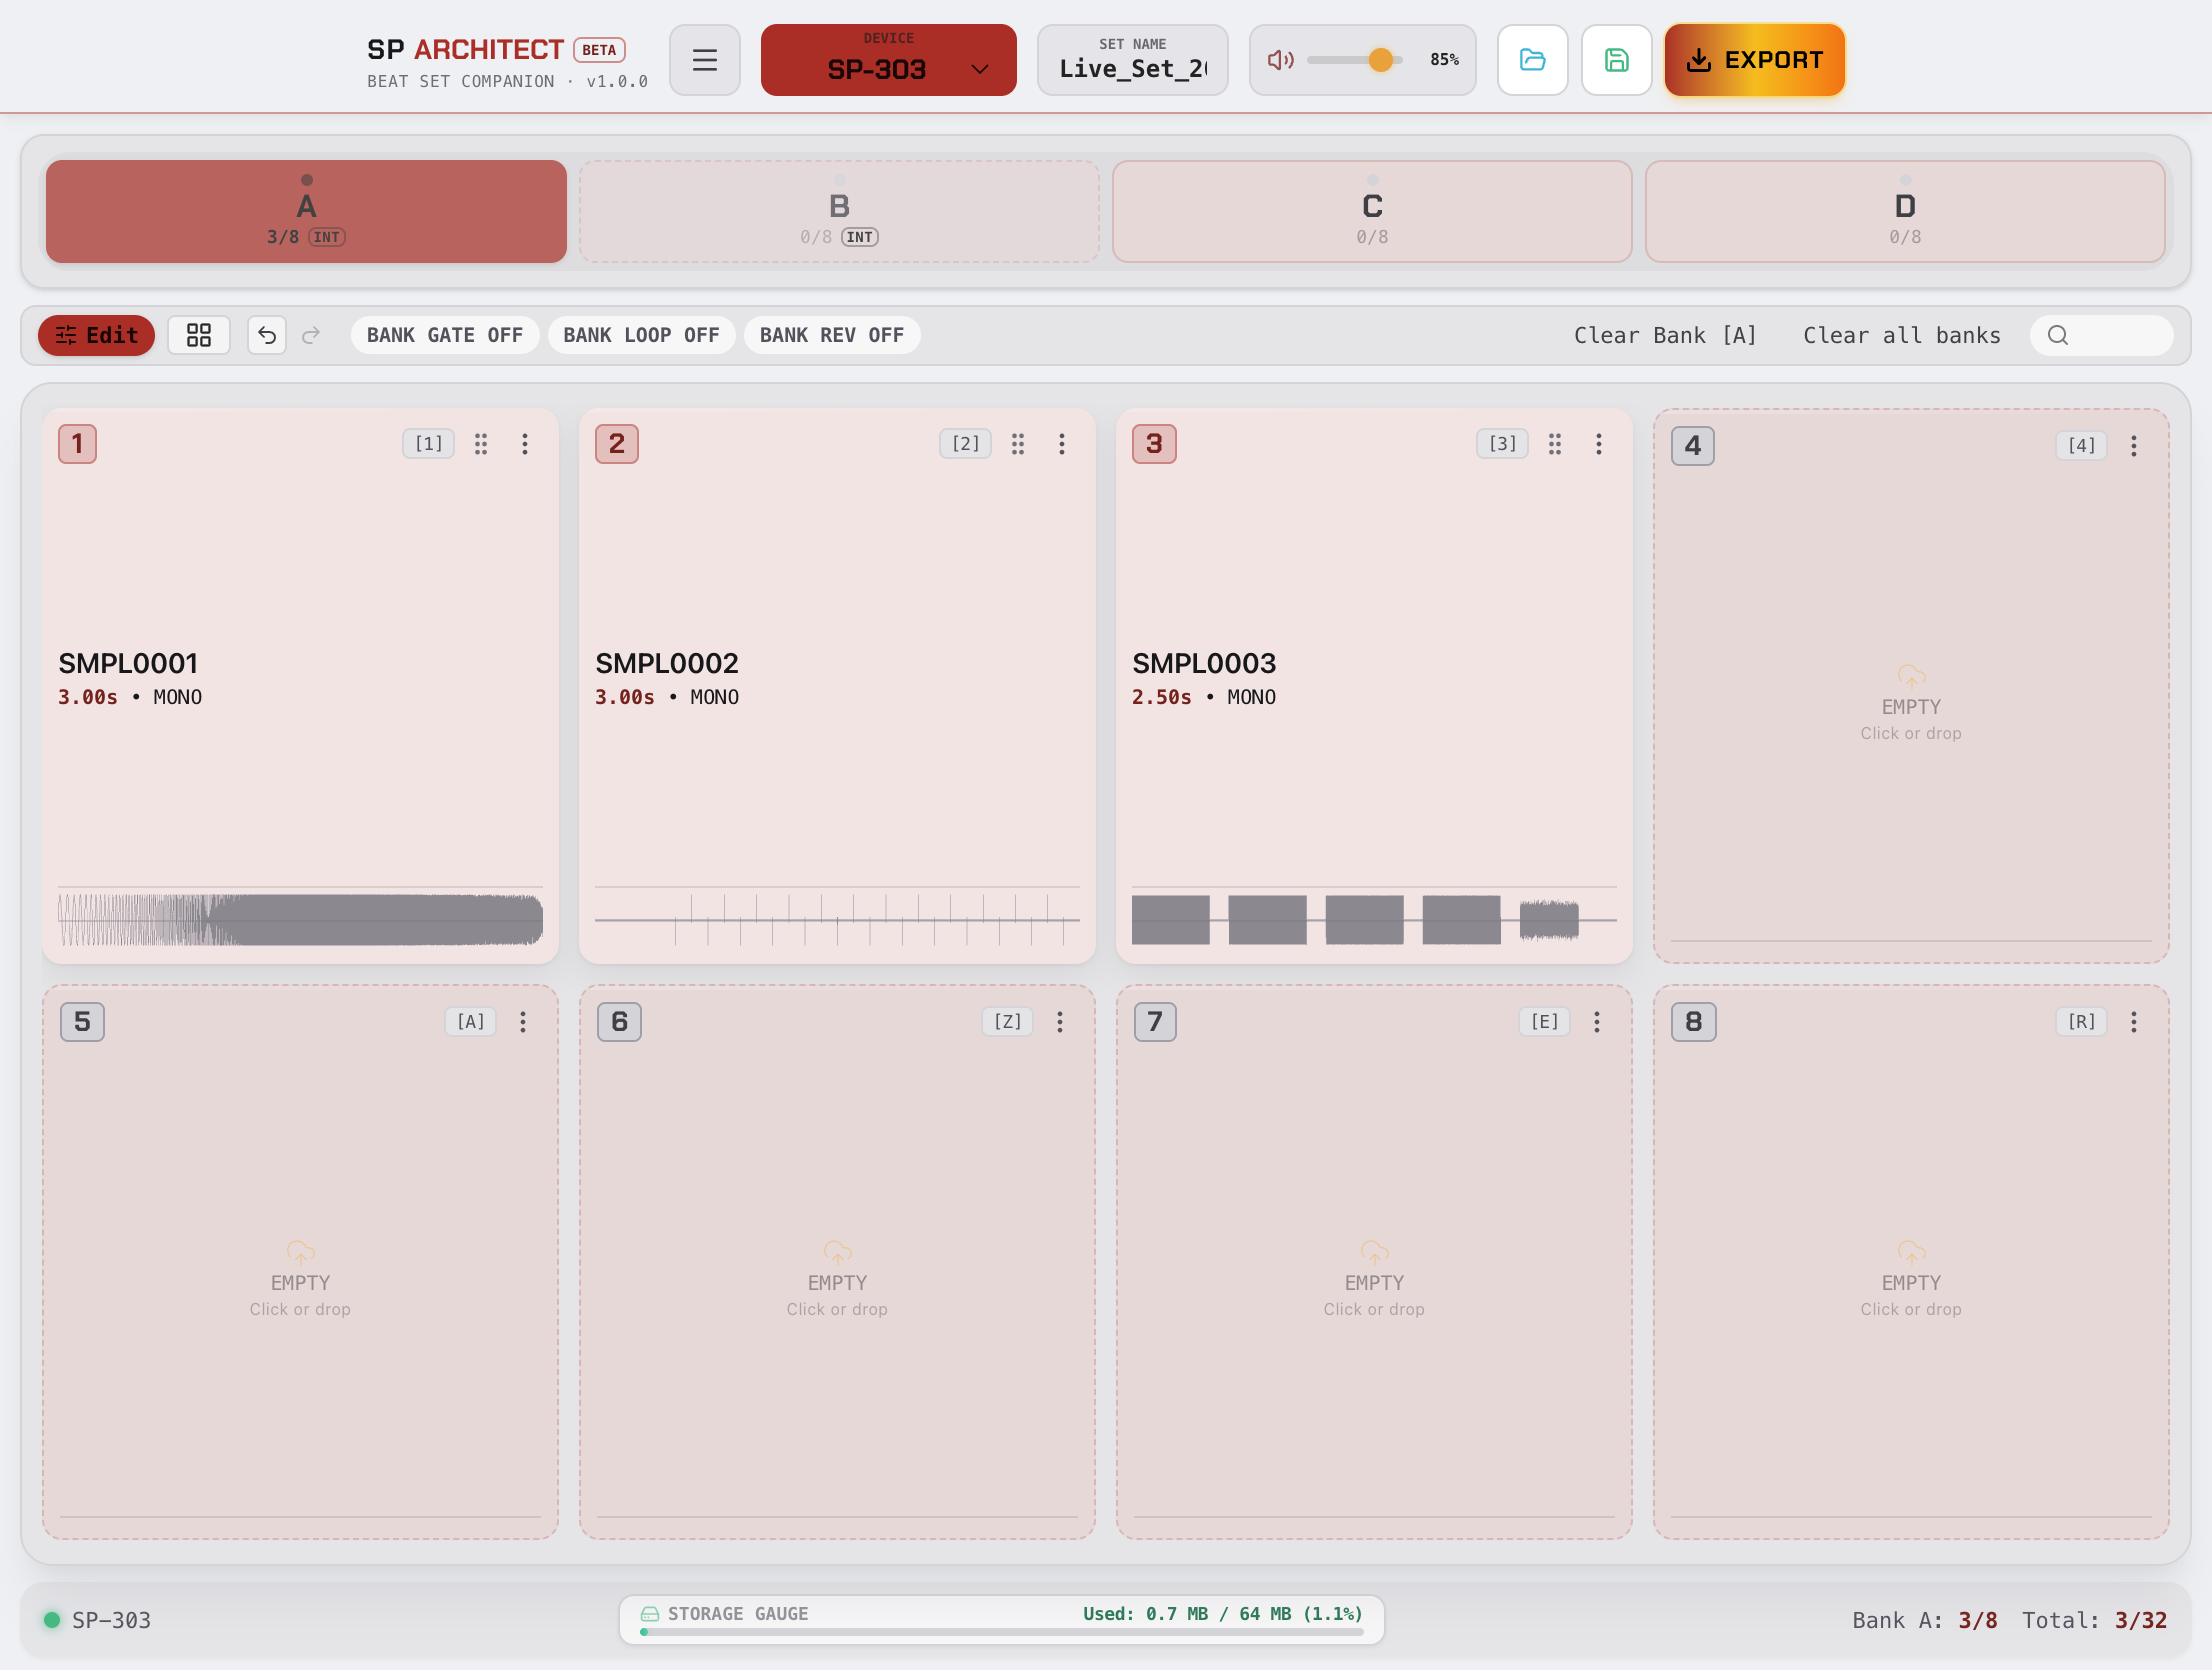 SP ARCHITECT BETA
BEAT SET COMPANION · v1.0.0
DEVICE
SP-303
SET NAME
Live_Set_2
85%
EXPORT
A
3/8 INT
B
0/8 INT
C
0/8
D
0/8
Edit
BANK GATE OFF
BANK LOOP OFF
BANK REV OFF
Clear Bank [A]
Clear all banks
1 [1]
SMPL0001
3.00s • MONO
2 [2]
SMPL0002
3.00s • MONO
3 [3]
SMPL0003
2.50s • MONO
4 [4]
EMPTY
Click or drop
5 [A]
EMPTY
Click or drop
6 [Z]
EMPTY
Click or drop
7 [E]
EMPTY
Click or drop
8 [R]
EMPTY
Click or drop
SP-303
STORAGE GAUGE
Used: 0.7 MB / 64 MB (1.1%)
Bank A: 3/8 Total: 3/32